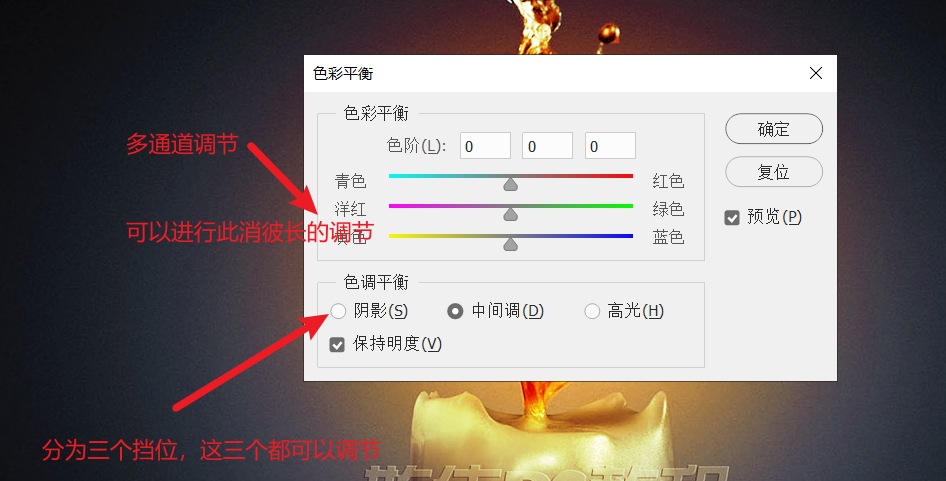 色彩平衡
色彩平衡
确定
多通道调节
色阶(L): 0 0 0
复位
青色 红色
洋红 绿色
预览(P)
可以进行此消彼长的调节
黄色 蓝色
色调平衡
阴影(S) 中间调(D) 高光(H)
保持明度(V)
分为三个挡位，这三个都可以调节